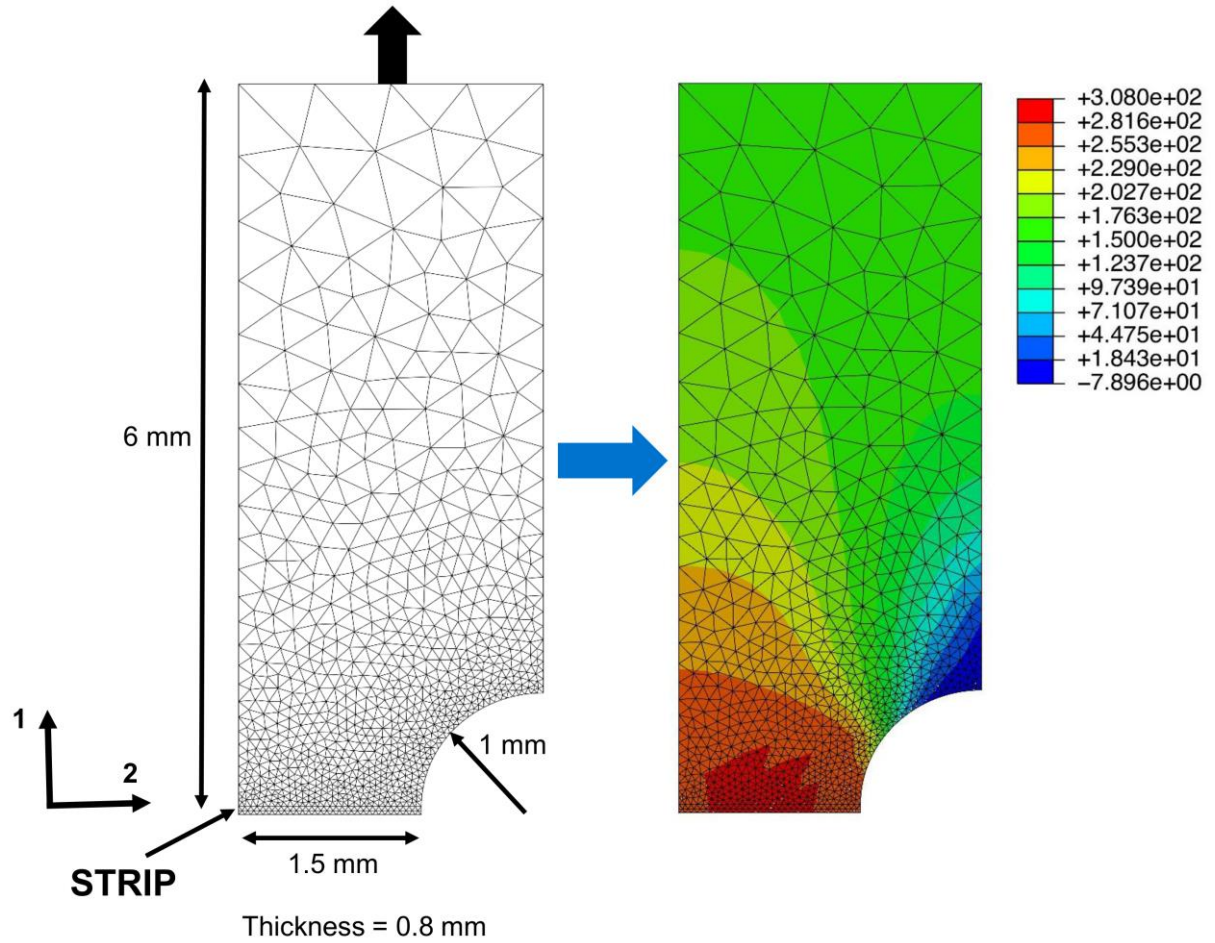 +3.080e+02
+2.816e+02
+2.553e+02
+2.290e+02
+2.027e+02
+1.763e+02
+1.500e+02
+1.237e+02
+9.739e+01
+7.107e+01
+4.475e+01
+1.843e+01
−7.896e+00
6 mm
1
2
1 mm
1.5 mm
STRIP
Thickness = 0.8 mm